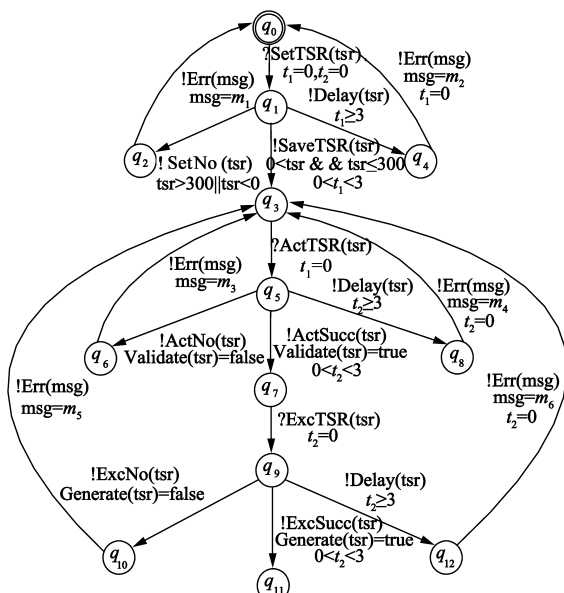 q0
?SetTSR(tsr).
t1=0,t2=0
!Err(msg)
msg=m1
!Err(msg)
msg=m2
t1=0
q1
!Delay(tsr)
t1≥3
q2
! SetNo (tsr)
tsr>300||tsr<0
!SaveTSR(tsr)
0<tsr & & tsr≤300
0<t1<3
q4
q3
?ActTSR(tsr)
t1=0
!Err(msg)
msg=m3
!Err(msg)
msg=m4
t2=0
q5
!Delay(tsr)
t2≥3
q6
!ActNo(tsr)
Validate(tsr)=false
!ActSucc(tsr)
Validate(tsr)=true
0<t2<3
q8
q7
!Err(msg)
msg=m5
!Err(msg)
msg=m6
t2=0
?ExcTSR(tsr)
t2=0
q9
!ExcNo(tsr)
Generate(tsr)=false
!Delay(tsr)
t2≥3
!ExcSucc(tsr)
Generate(tsr)=true
0<t2<3
q10
q12
q11